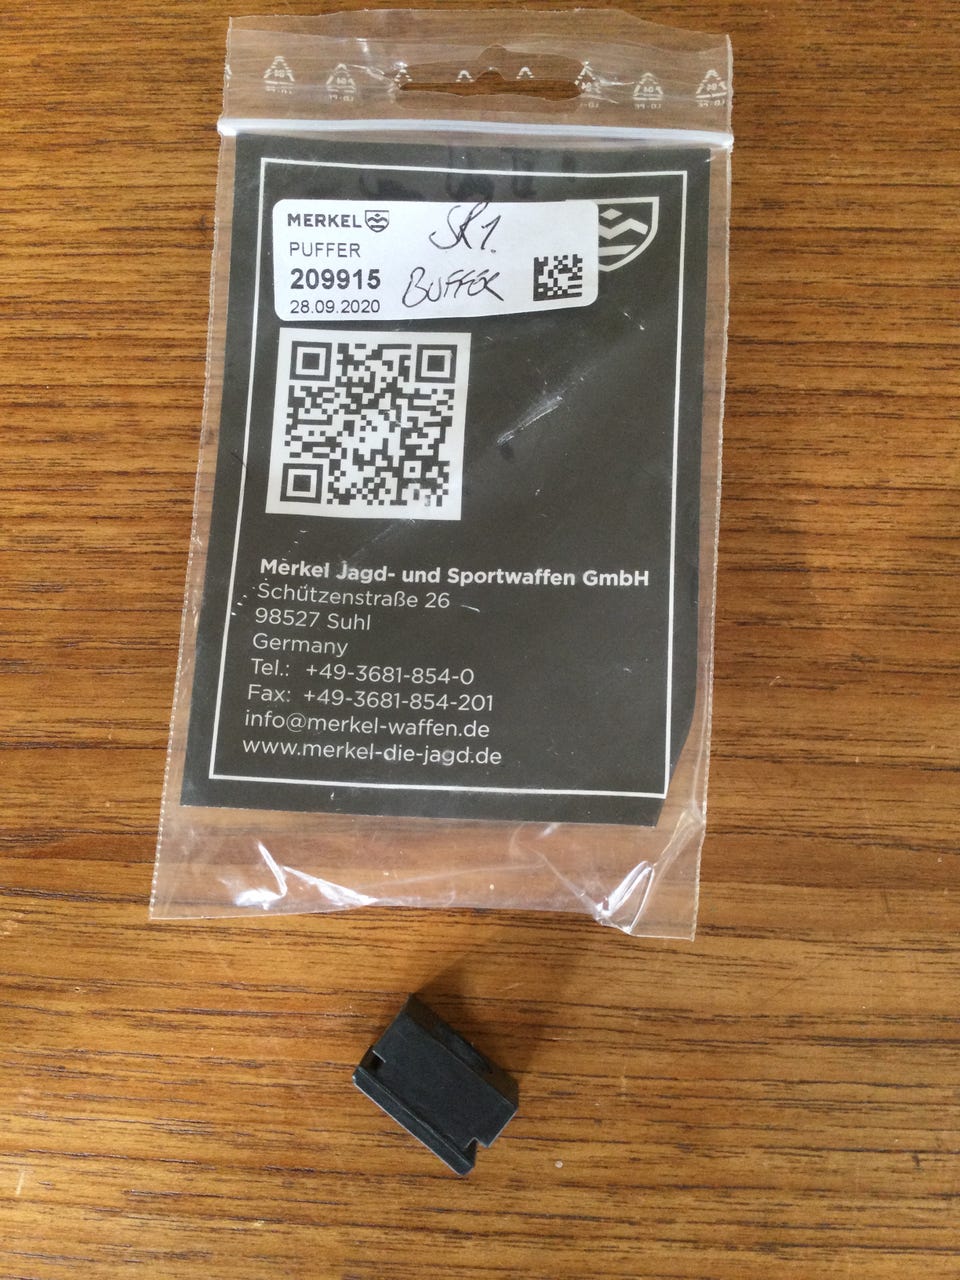 MERKEL
SR1.
PUFFER
209915
BUFFER
28.09.2020
Merkel Jagd- und Sportwaffen GmbH
Schützenstraße 26
98527 Suhl
Germany
Tel.: +49-3681-854-0
Fax: +49-3681-854-201
info@merkel-waffen.de
www.merkel-die-jagd.de